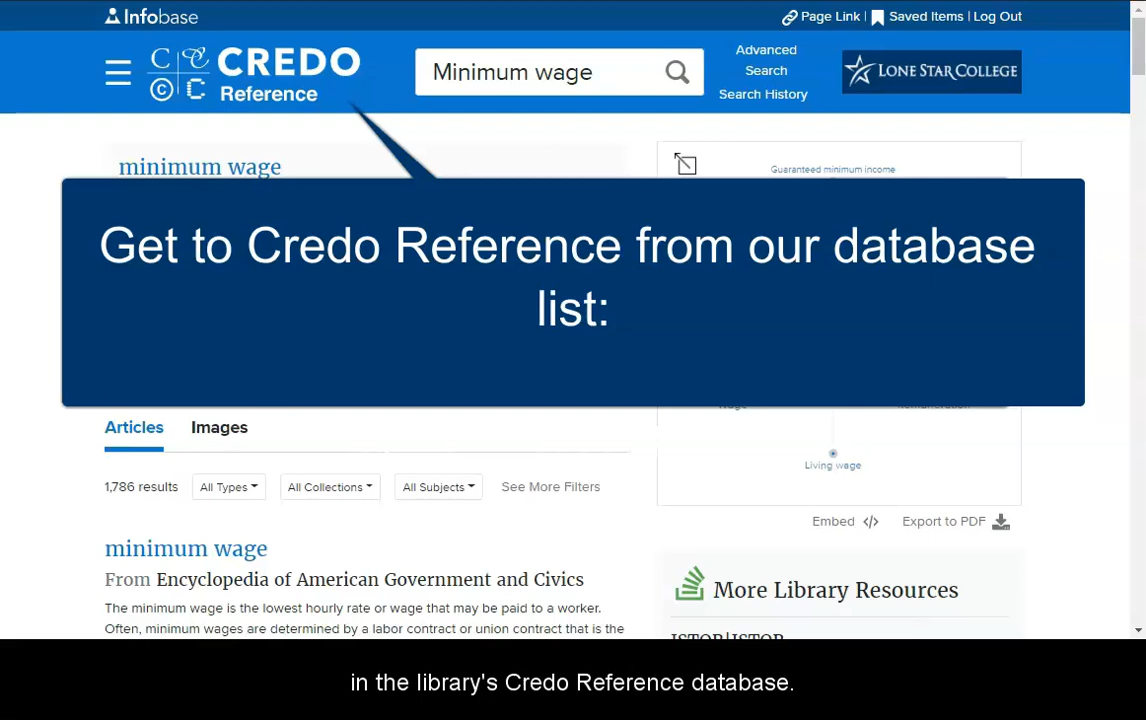 Infobase
Page Link | Saved Items | Log Out
CREDO
Reference
Minimum wage
Advanced
Search
Search History
LONE STAR COLLEGE
minimum wage
Guaranteed minimum income
Get to Credo Reference from our database
list:
Living wage
Articles Images
1,786 results All Types All Collections All Subjects See More Filters
Embed </> Export to PDF
minimum wage
From Encyclopedia of American Government and Civics
The minimum wage is the lowest hourly rate or wage that may be paid to a worker.
Often, minimum wages are determined by a labor contract or union contract that is the
More Library Resources
JSTOR|JSTOR
in the library's Credo Reference database.